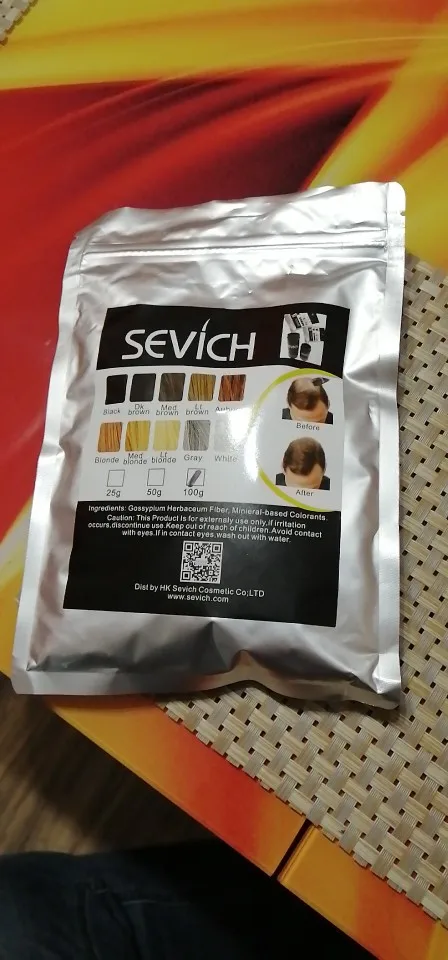 SEVICH
Black
Dk
brown
Med
brown
Lt
brown
Blonde
Med
blonde
Lt
blonde
Gray
White
Before
After
25g
50g
100g
Ingredients: Gossypium Herbaceum Fiber, Minieral-based Colorants.
Caution: This Product Is for externaly use only,if irritation
occurs,discontinue use.Keep out of reach of children.Avoid contact
with eyes.If in contact eyes,wash out with water.
Dist by HK Sevich Cosmetic Co;LTD
www.sevich.com